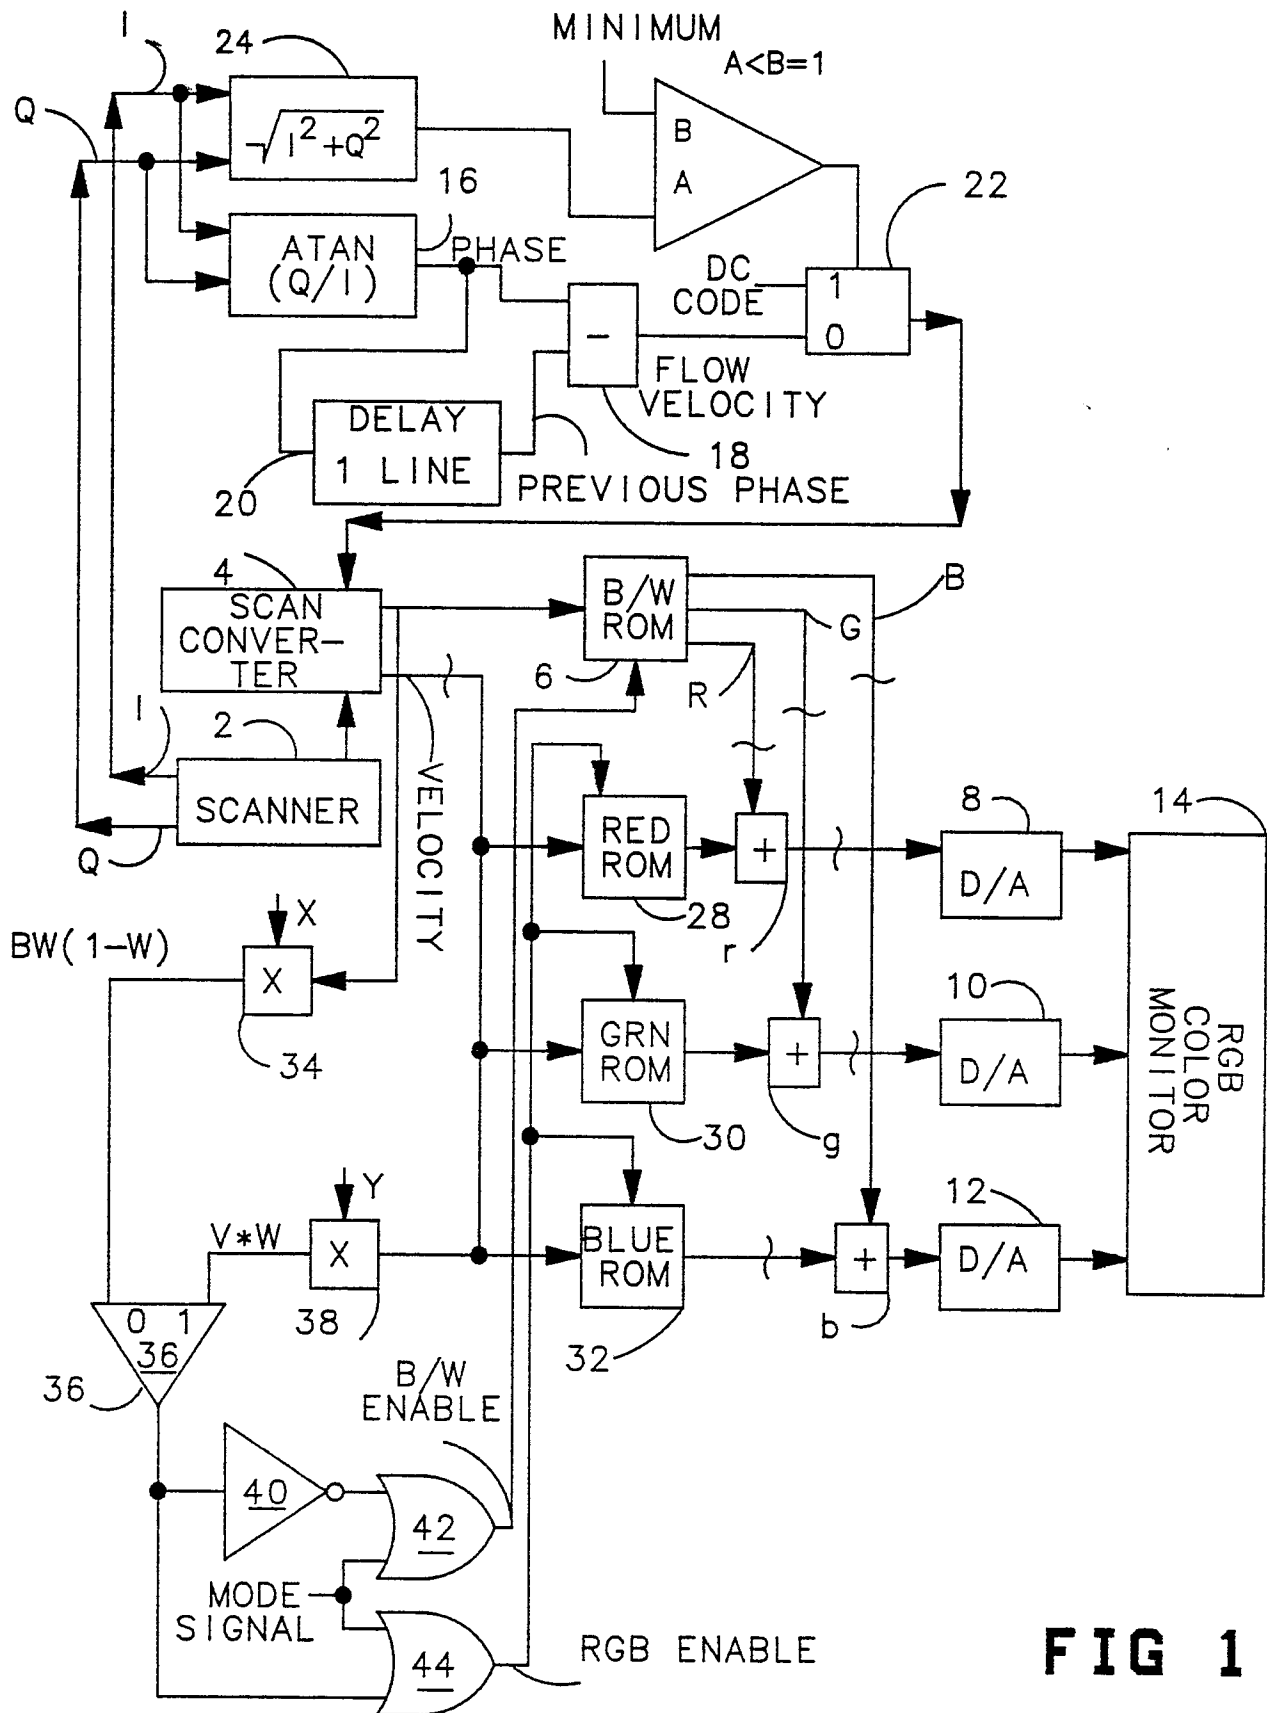 I
24
MINIMUM
A<B=1
Q
√I²+Q²
B
A
16
22
ATAN
(Q/I)
PHASE
DC
CODE
1
0
−
FLOW
VELOCITY
DELAY
1 LINE
18
20
PREVIOUS PHASE
4
SCAN
CONVER-
TER
B/W
ROM
B
G
6
R
I
2
SCANNER
VELOCITY
Q
RED
ROM
+
8
D/A
14
28
r
X
BW(1-W)
X
34
GRN
ROM
+
10
D/A
RGB
COLOR
MONITOR
30
g
Y
V*W
X
38
BLUE
ROM
+
12
D/A
32
b
0 1
36
36
B/W
ENABLE
40
42
MODE
SIGNAL
44
RGB ENABLE
FIG 1